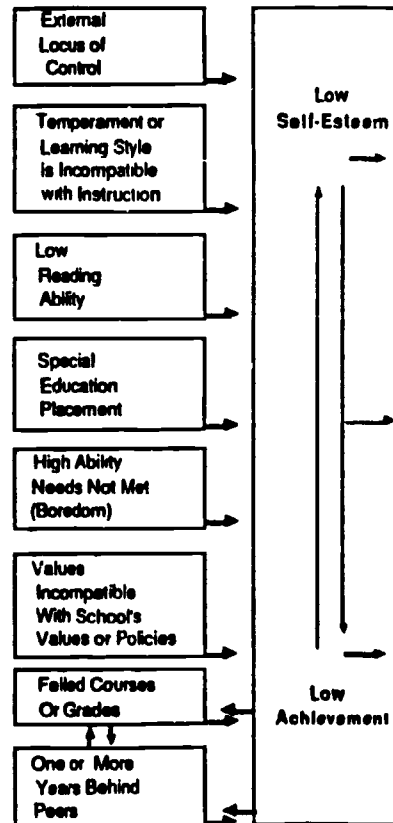 External
Locus of
Control
Temperament or
Learning Style
is Incompatible
with Instruction
Low
Reading
Ability
Special
Education
Placement
High Ability
Needs Not Met
(Boredom)
Values
Incompatible
With School's
Values or Policies
Failed Courses
Or Grades
One or More
Years Behind
Peers
Low
Self-Esteem
Low
Achievement